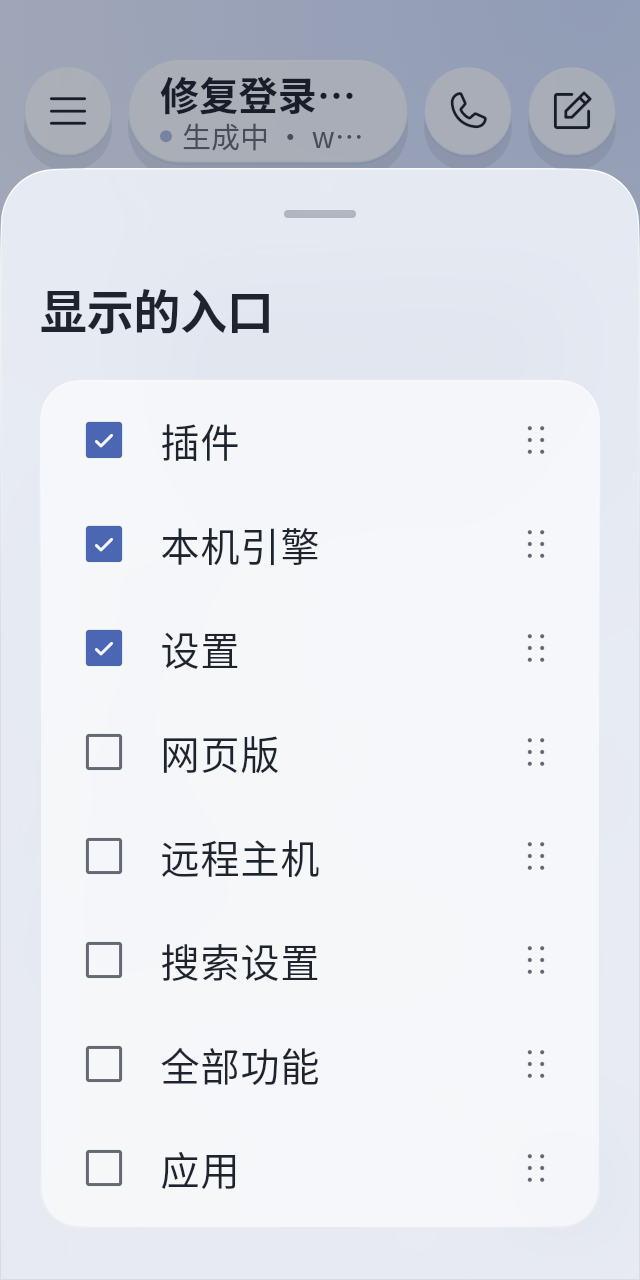 修复登录…
生成中 • w…
显示的入口
插件
本机引擎
设置
网页版
远程主机
搜索设置
全部功能
应用